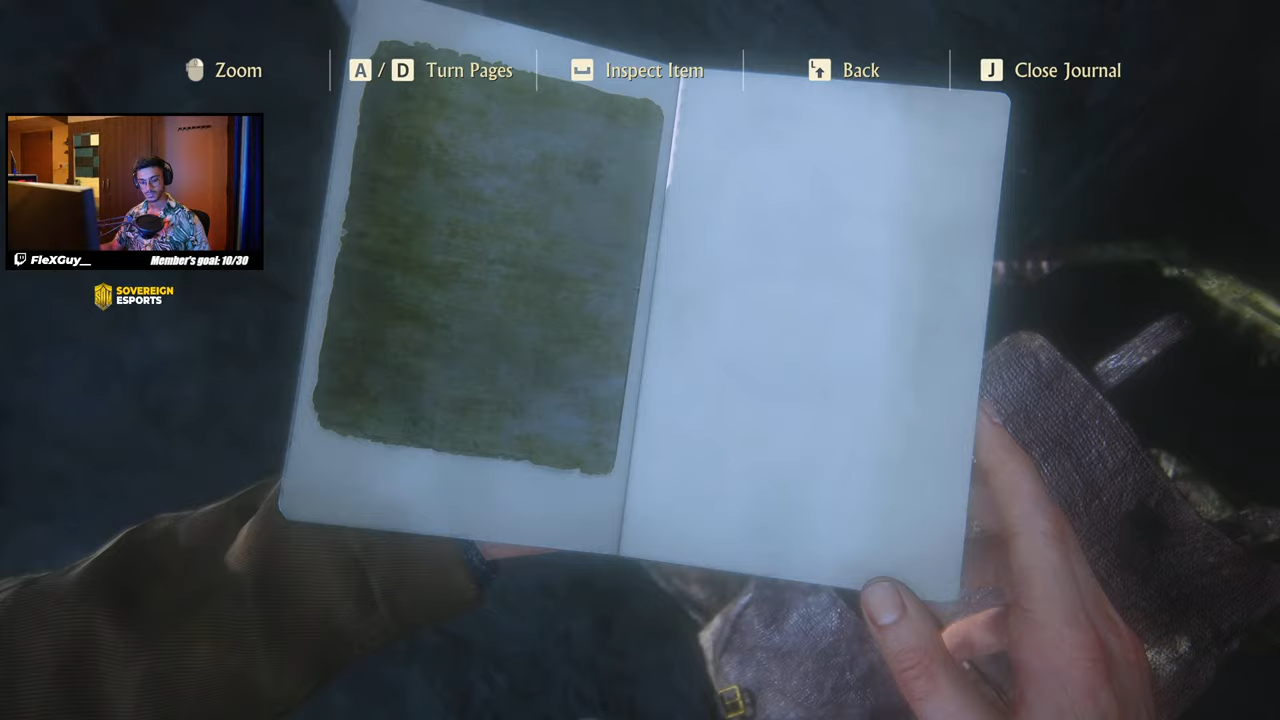 Zoom
A / D Turn Pages
Inspect Item
L Back
J Close Journal
FleXGuy__
Member's goal: 10/30
SOVEREIGN
ESPORTS